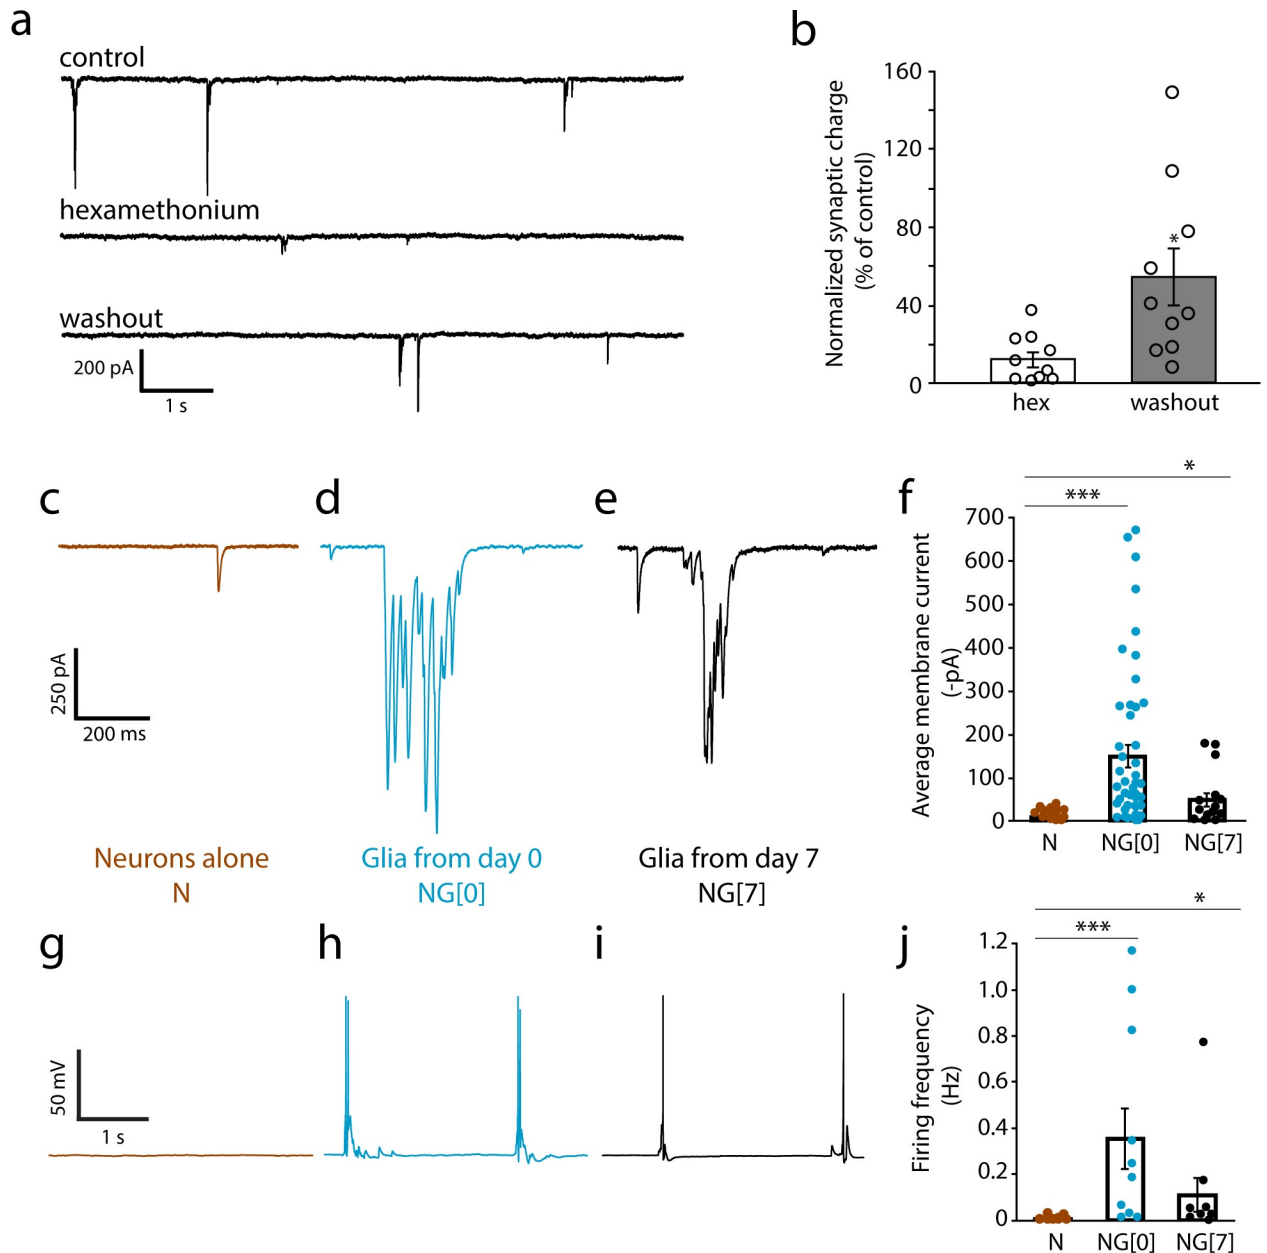 a
control
hexamethonium
washout
200 pA
1 s
b
Normalized synaptic charge
(% of control)
160
120
80
40
0
*
hex
washout
c
d
e
250 pA
200 ms
Neurons alone
N
Glia from day 0
NG[0]
Glia from day 7
NG[7]
f
*
***
Average membrane current
(-pA)
700
600
500
400
300
200
100
0
N
NG[0]
NG[7]
g
h
i
50 mV
1 s
j
*
***
Firing frequency
(Hz)
1.2
1.0
0.8
0.6
0.4
0.2
0
N
NG[0]
NG[7]